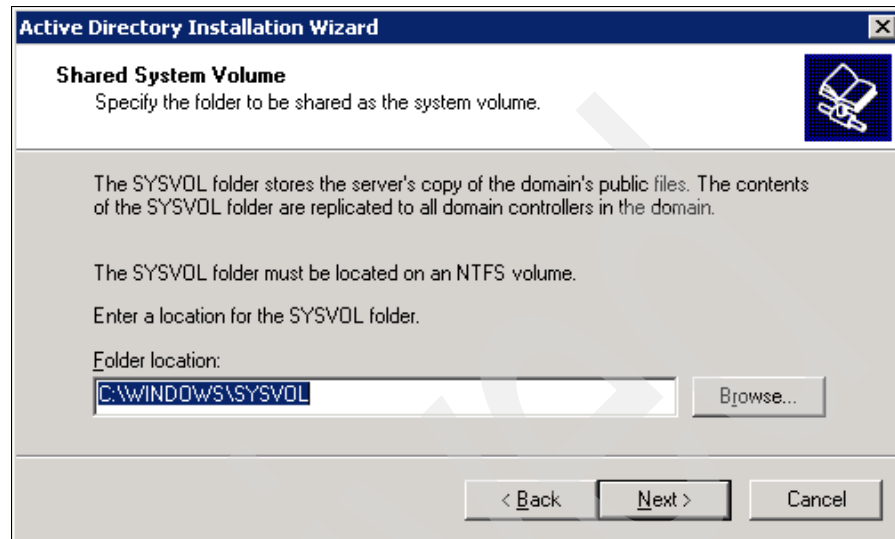 Active Directory Installation Wizard
Shared System Volume
Specify the folder to be shared as the system volume.
The SYSVOL folder stores the server's copy of the domain's public files. The contents
of the SYSVOL folder are replicated to all domain controllers in the domain.
The SYSVOL folder must be located on an NTFS volume.
Enter a location for the SYSVOL folder.
Folder location:
C:\WINDOWS\SYSVOL
Browse...
< Back
Next >
Cancel